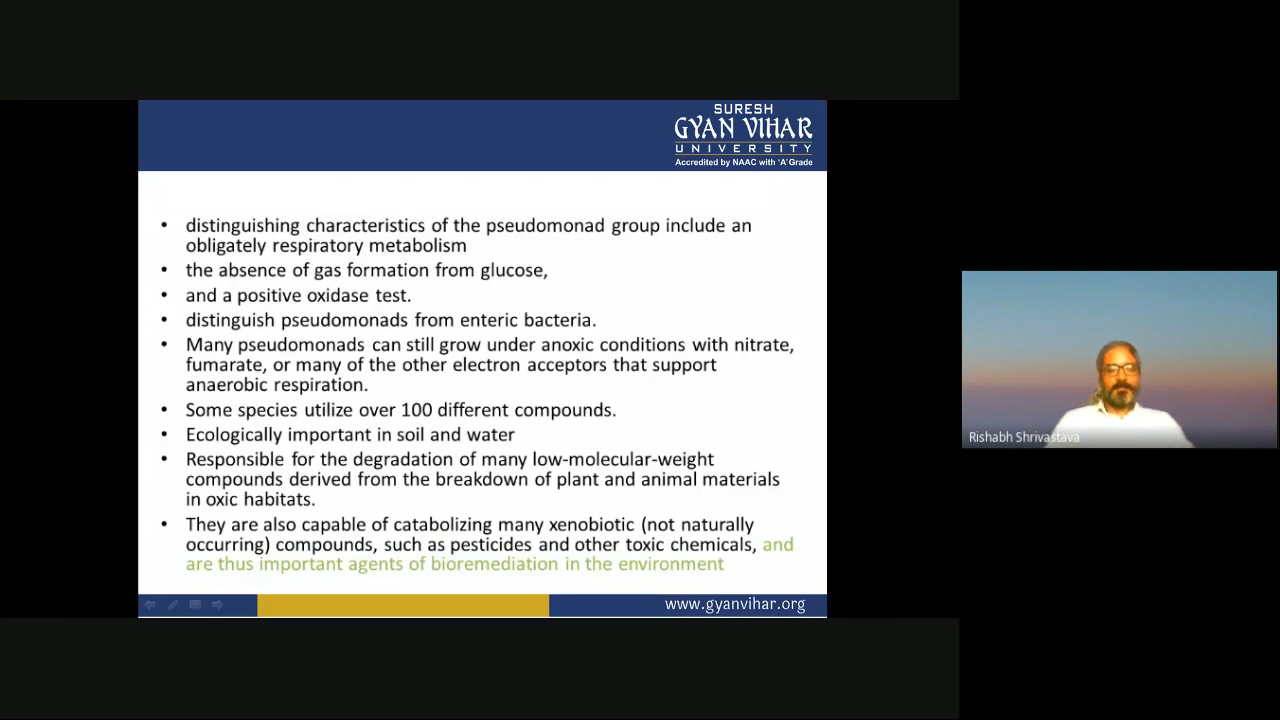 SURESH
GYAN VIHAR
UNIVERSITY
Accredited by NAAC with 'A' Grade
• distinguishing characteristics of the pseudomonad group include an
obligately respiratory metabolism
• the absence of gas formation from glucose,
• and a positive oxidase test.
• distinguish pseudomonads from enteric bacteria.
• Many pseudomonads can still grow under anoxic conditions with nitrate,
fumarate, or many of the other electron acceptors that support
anaerobic respiration.
• Some species utilize over 100 different compounds.
• Ecologically important in soil and water
• Responsible for the degradation of many low-molecular-weight
compounds derived from the breakdown of plant and animal materials
in oxic habitats.
• They are also capable of catabolizing many xenobiotic (not naturally
occurring) compounds, such as pesticides and other toxic chemicals, and
are thus important agents of bioremediation in the environment
www.gyanvihar.org
Rishabh Shrivastava